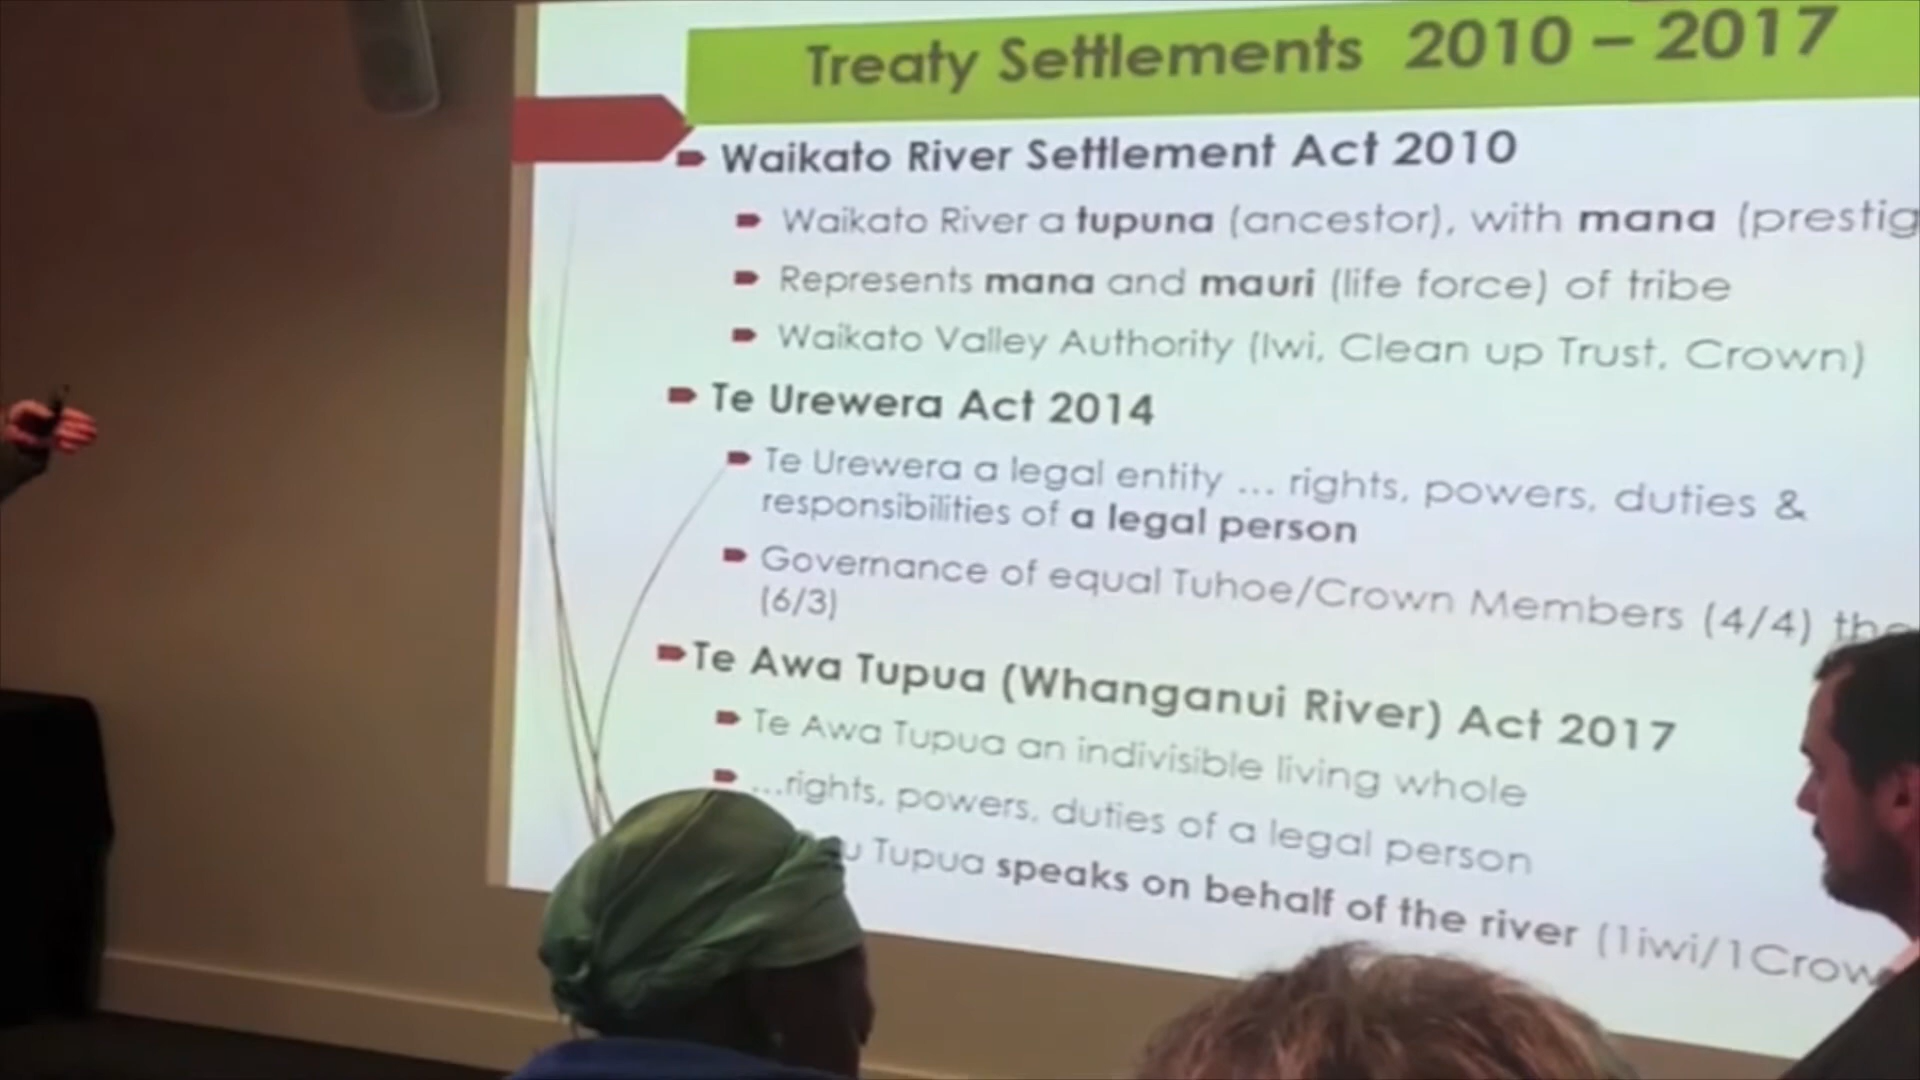 Treaty Settlements 2010 – 2017
Waikato River Settlement Act 2010
Waikato River a tupuna (ancestor), with mana (prestig
Represents mana and mauri (life force) of tribe
Waikato Valley Authority (Iwi, Clean up Trust, Crown)
Te Urewera Act 2014
Te Urewera a legal entity ... rights, powers, duties &
responsibilities of a legal person
Governance of equal Tuhoe/Crown Members (4/4)
(6/3)
Te Awa Tupua (Whanganui River) Act 2017
Te Awa Tupua an indivisible living whole
...rights, powers, duties of a legal person
Tupua speaks on behalf of the river (1iwi/1Crow